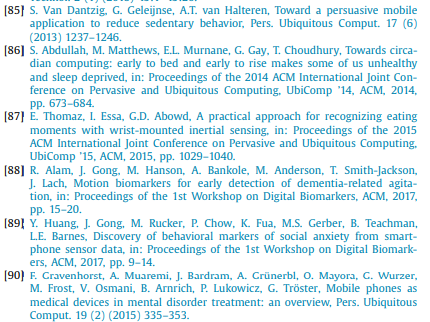 [85] S. Van Dantzig, G. Geleijnse, A.T. van Halteren, Toward a persuasive mobile
application to reduce sedentary behavior, Pers. Ubiquitous Comput. 17 (6)
(2013) 1237–1246.
[86] S. Abdullah, M. Matthews, E.L. Murnane, G. Gay, T. Choudhury, Towards circa-
dian computing: early to bed and early to rise makes some of us unhealthy
and sleep deprived, in: Proceedings of the 2014 ACM International Joint Con-
ference on Pervasive and Ubiquitous Computing, UbiComp '14, ACM, 2014,
pp. 673–684.
[87] E. Thomaz, I. Essa, G.D. Abowd, A practical approach for recognizing eating
moments with wrist-mounted inertial sensing, in: Proceedings of the 2015
ACM International Joint Conference on Pervasive and Ubiquitous Computing,
UbiComp '15, ACM, 2015, pp. 1029–1040.
[88] R. Alam, J. Gong, M. Hanson, A. Bankole, M. Anderson, T. Smith-Jackson,
J. Lach, Motion biomarkers for early detection of dementia-related agita-
tion, in: Proceedings of the 1st Workshop on Digital Biomarkers, ACM, 2017,
pp. 15–20.
[89] Y. Huang, J. Gong, M. Rucker, P. Chow, K. Fua, M.S. Gerber, B. Teachman,
L.E. Barnes, Discovery of behavioral markers of social anxiety from smart-
phone sensor data, in: Proceedings of the 1st Workshop on Digital Biomark-
ers, ACM, 2017, pp. 9–14.
[90] F. Gravenhorst, A. Muaremi, J. Bardram, A. Grünerbl, O. Mayora, G. Wurzer,
M. Frost, V. Osmani, B. Arnrich, P. Lukowicz, G. Tröster, Mobile phones as
medical devices in mental disorder treatment: an overview, Pers. Ubiquitous
Comput. 19 (2) (2015) 335–353.